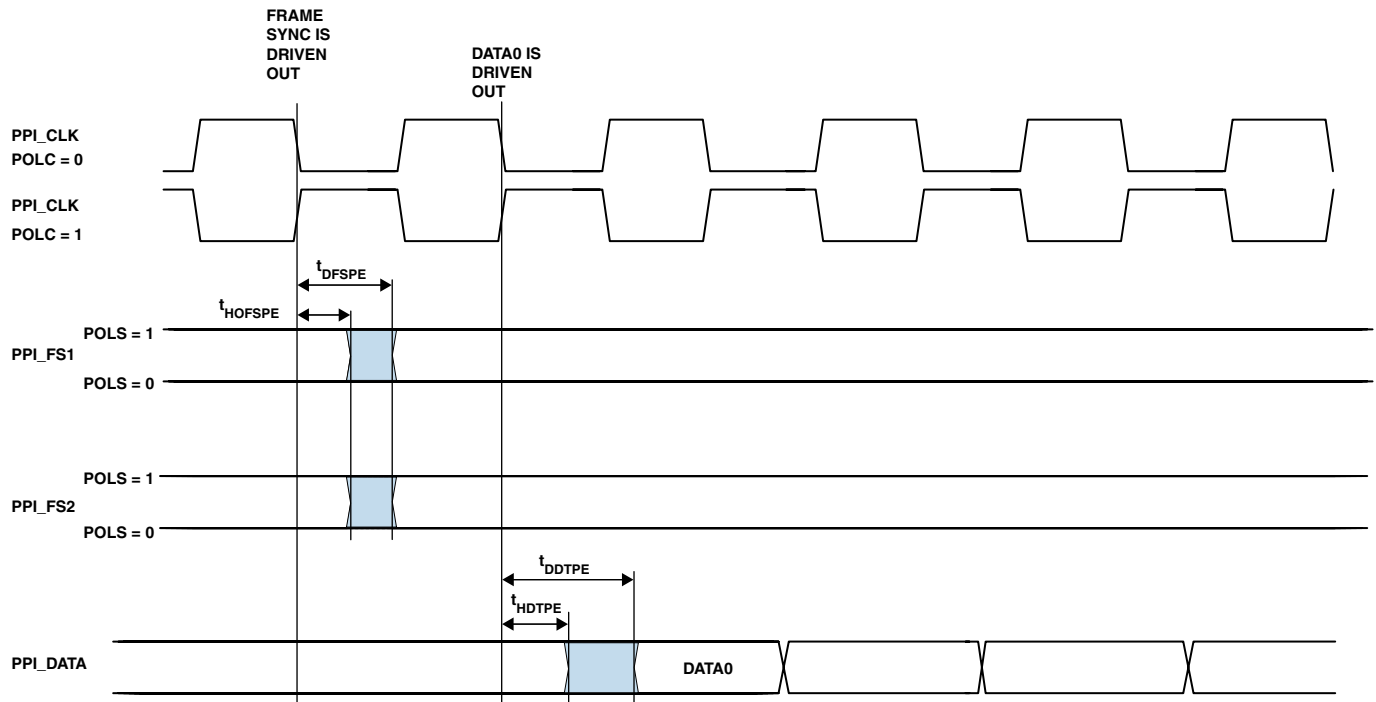 FRAME
SYNC IS
DRIVEN
OUT
DATA0 IS
DRIVEN
OUT
PPI_CLK
POLC = 0
PPI_CLK
POLC = 1
tDFSPE
tHOFSPE
POLS = 1
PPI_FS1
POLS = 0
POLS = 1
PPI_FS2
POLS = 0
tDDTPE
tHDTPE
PPI_DATA
DATA0